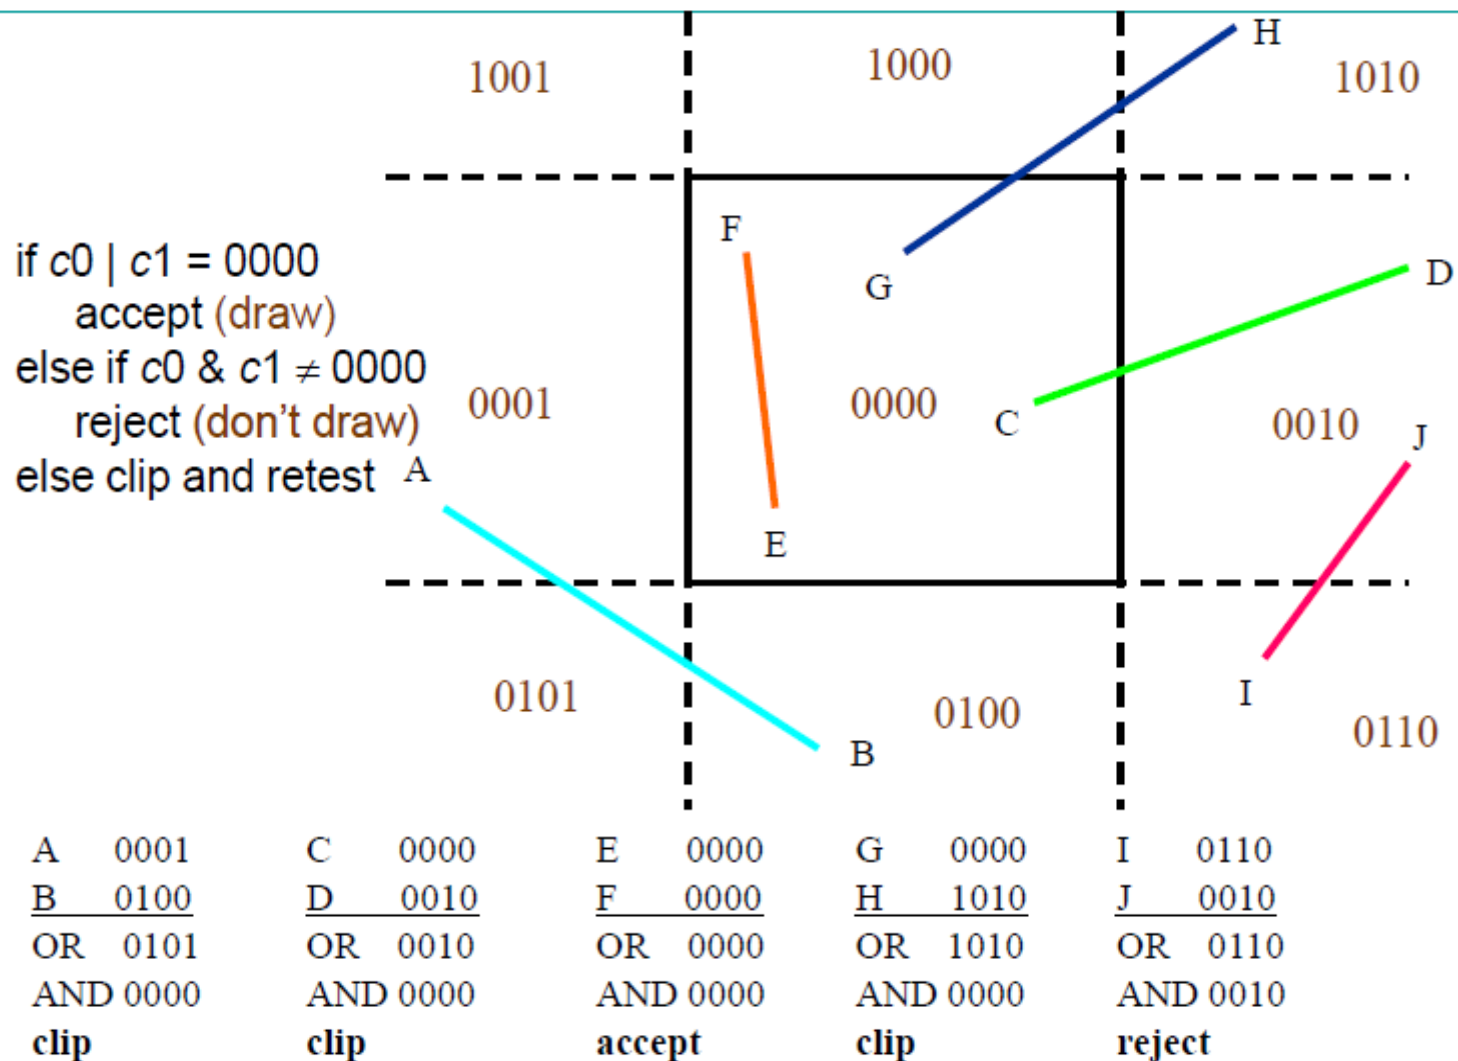 H
1001 1000 1010
F
if c0 | c1 = 0000
G D
accept (draw)
else if c0 & c1 ≠ 0000
0001 0000 C 0010 J
reject (don't draw)
else clip and retest A
E
0101 0100 I 0110
B
A 0001 C 0000 E 0000 G 0000 I 0110
B 0100 D 0010 F 0000 H 1010 J 0010
OR 0101 OR 0010 OR 0000 OR 1010 OR 0110
AND 0000 AND 0000 AND 0000 AND 0000 AND 0010
clip clip accept clip reject